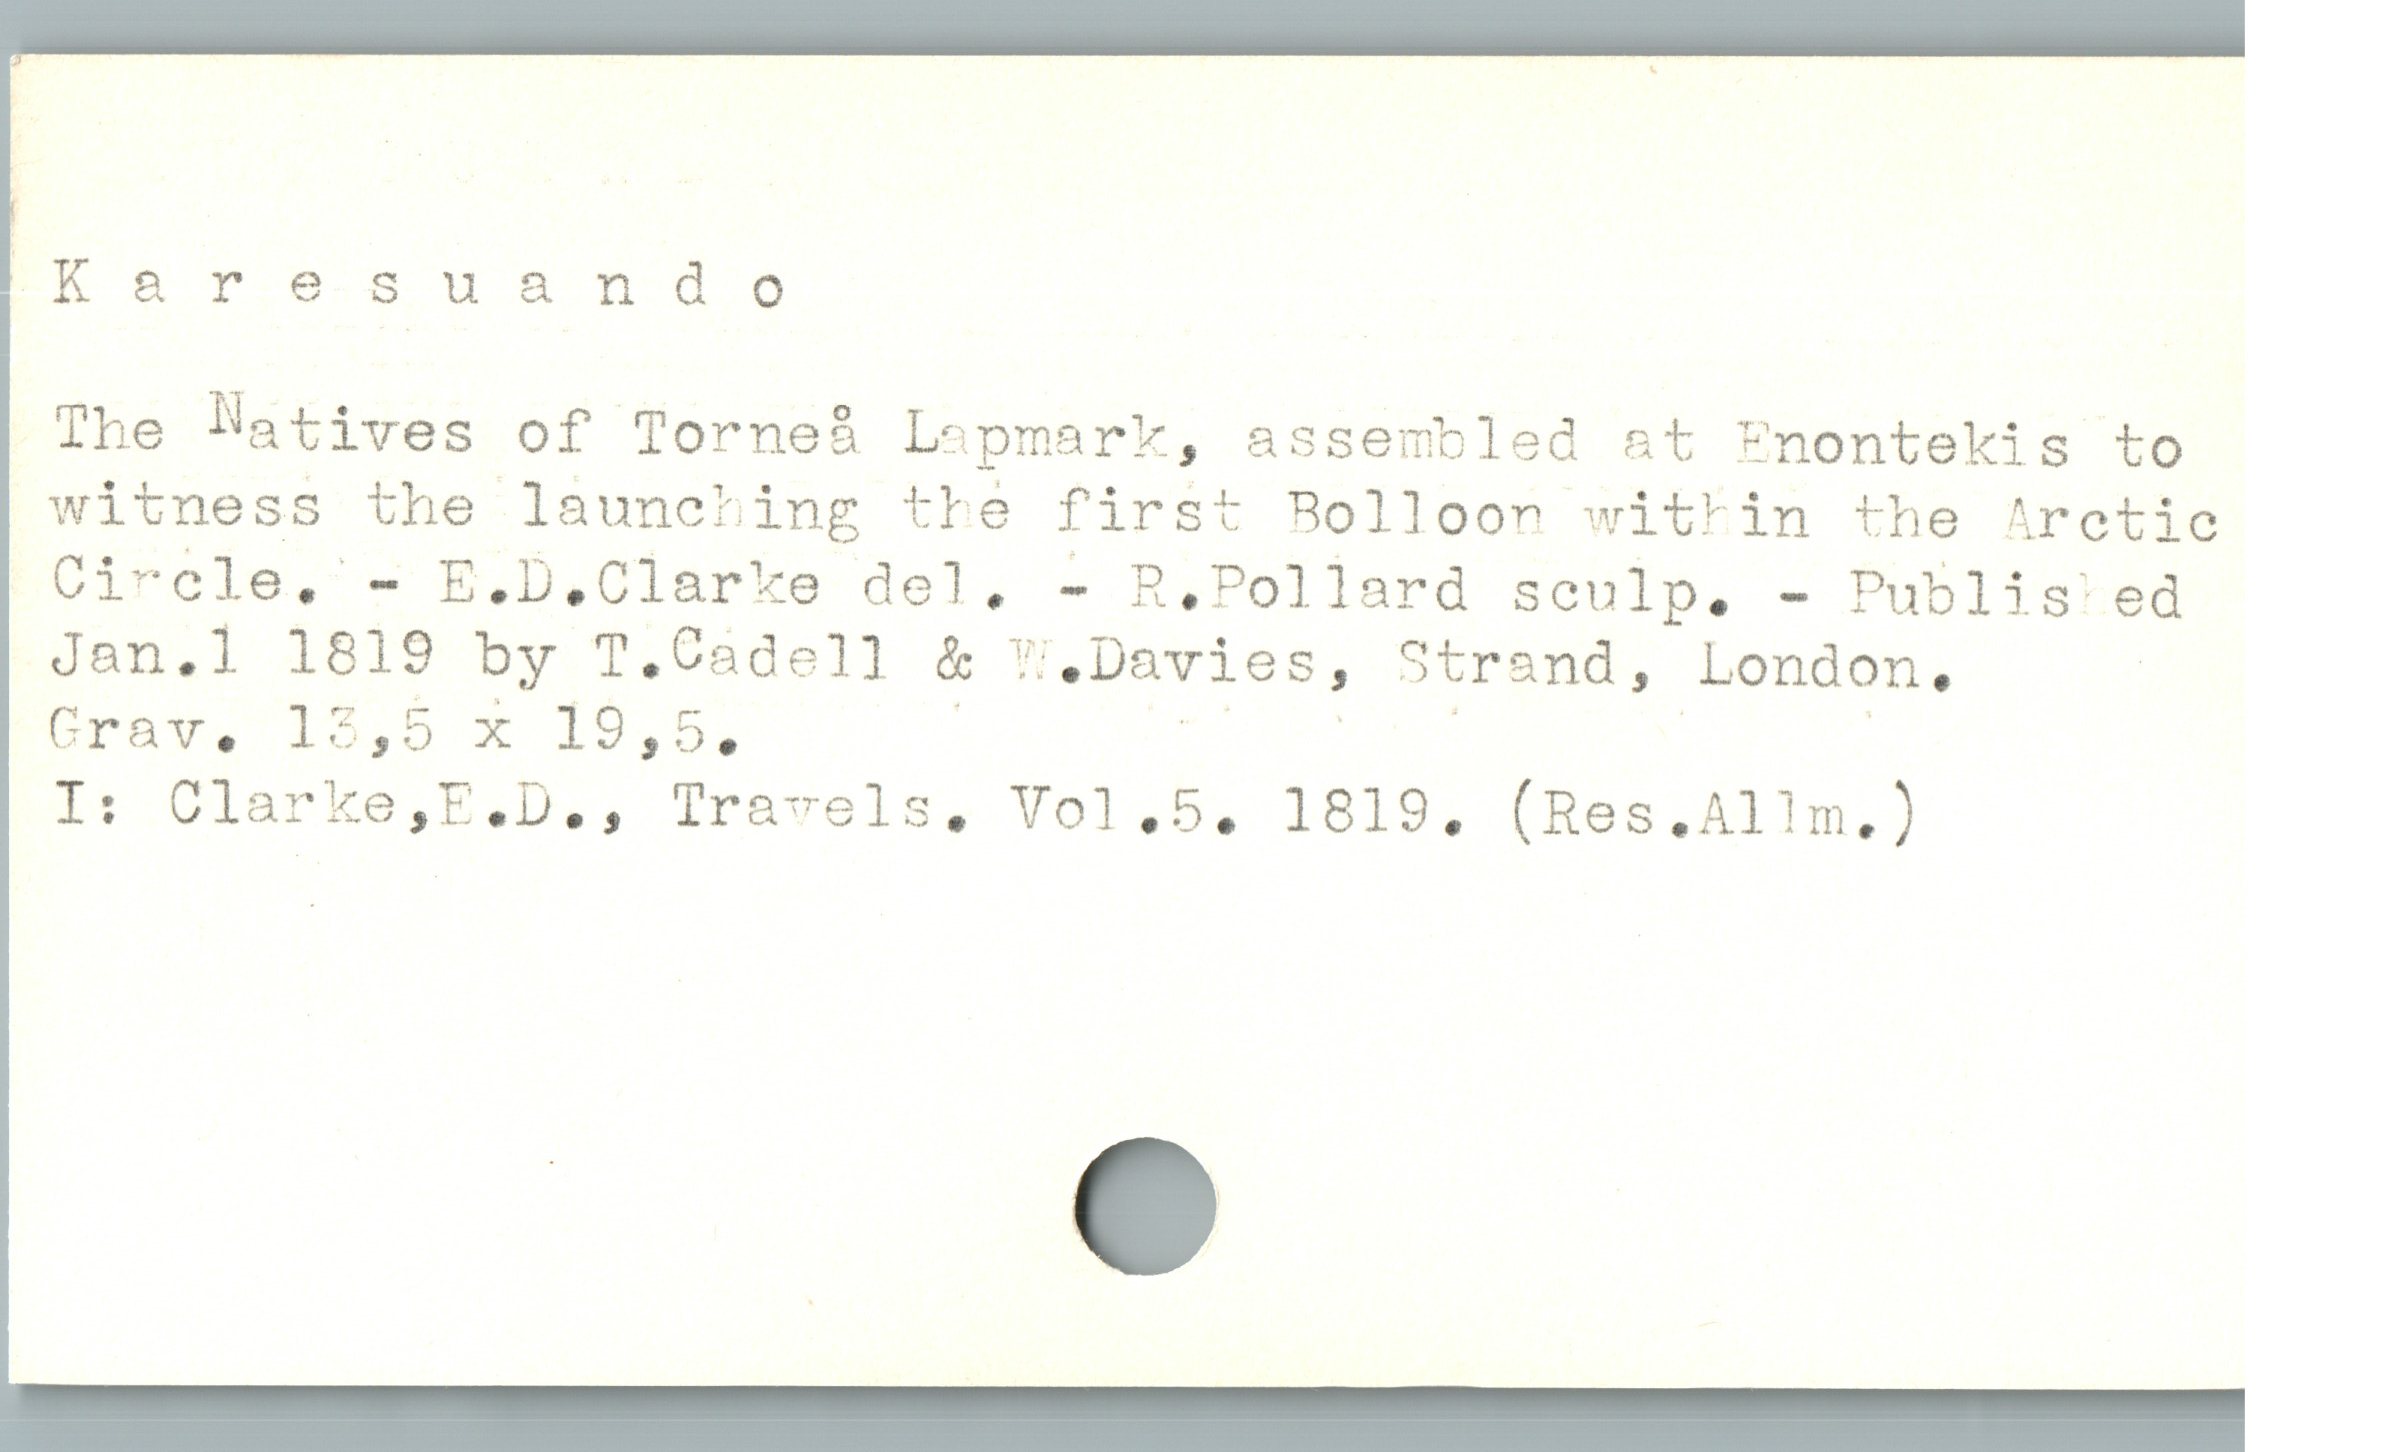 K a r e s u a n d o
The Natives of Torneå Lapmark, assembled at Enontekis to
witness the launching the first Bolloon within the Arctic
Circle. - E.D.Clarke del. - R.Pollard sculp. - Published
Jan.1 1819 by T.Cadell & W.Davies, Strand, London.
Grav. 13,5 x 19,5.
I: Clarke,E.D., Travels. Vol.5. 1819. (Res.Allm.)